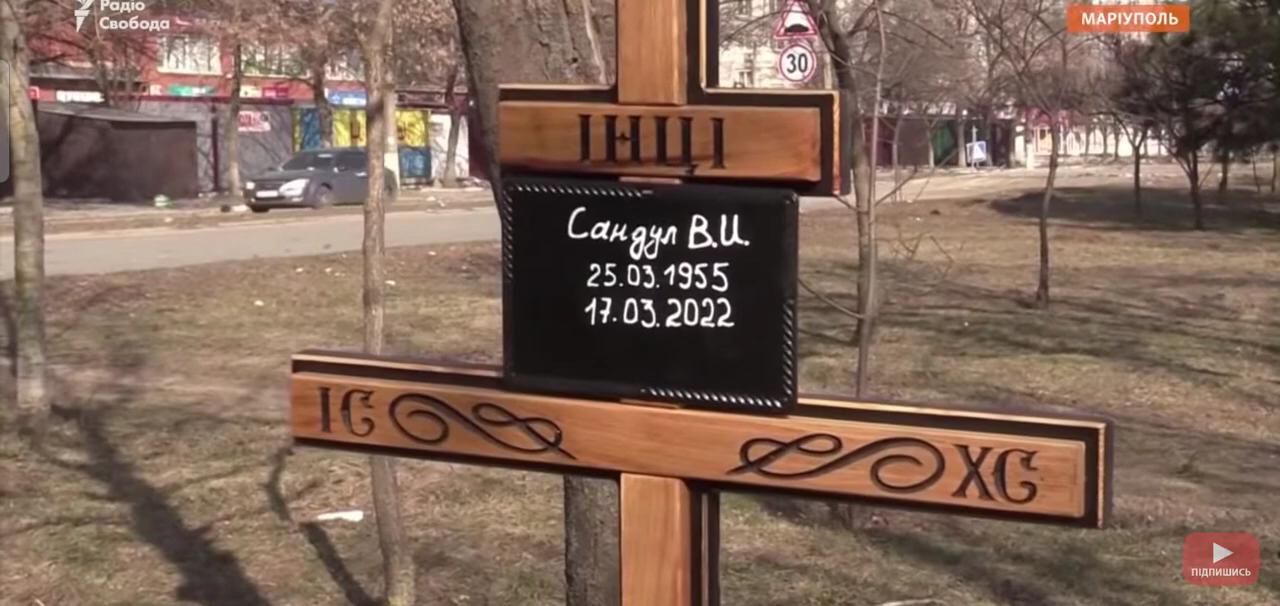 Радіо
Свобода
МАРІУПОЛЬ
30
ІНЦІ
Сандул В.И.
25.03.1955
17.03.2022
ІС ХС
ПІДПИШИСЬ